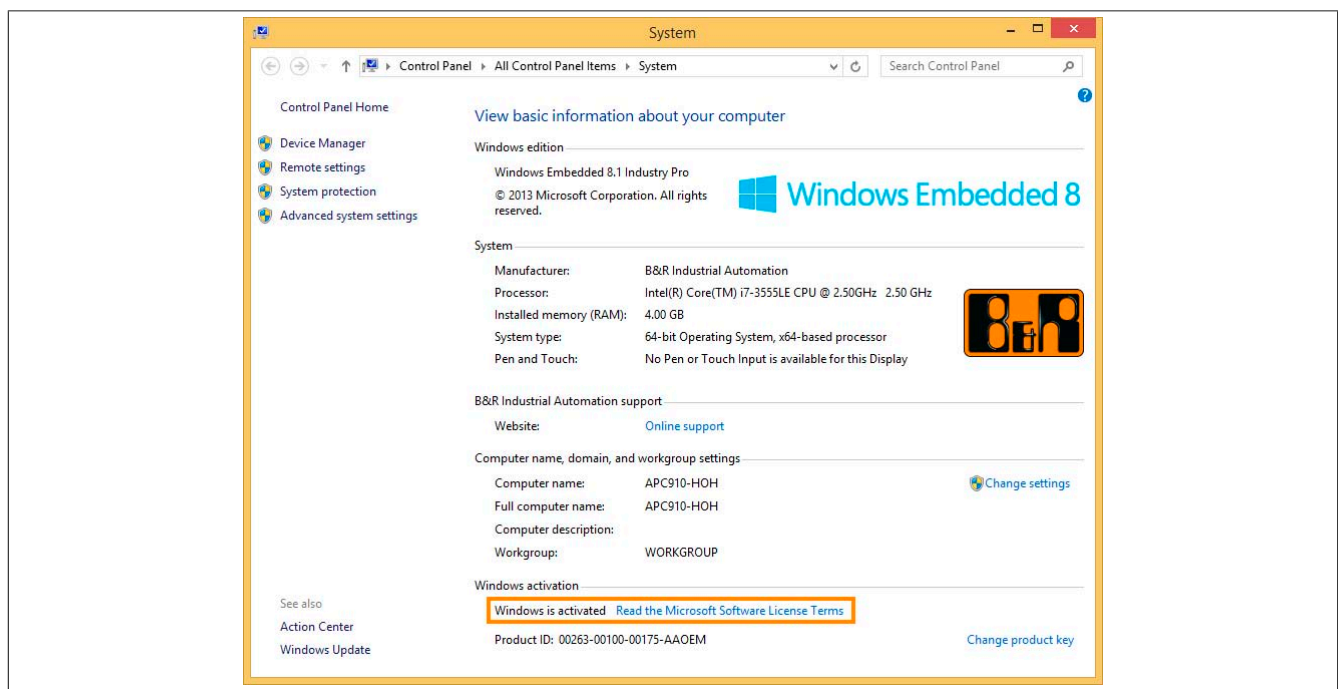 System
Control Panel
All Control Panel Items
System
Search Control Panel
Control Panel Home
Device Manager
Remote settings
System protection
Advanced system settings
See also
Action Center
Windows Update
View basic information about your computer
Windows edition
Windows Embedded 8.1 Industry Pro
© 2013 Microsoft Corporation. All rights
reserved.
Windows Embedded 8
System
Manufacturer: B&R Industrial Automation
Processor: Intel(R) Core(TM) i7-3555LE CPU @ 2.50GHz 2.50 GHz
Installed memory (RAM): 4.00 GB
System type: 64-bit Operating System, x64-based processor
Pen and Touch: No Pen or Touch Input is available for this Display
B&R
B&R Industrial Automation support
Website: Online support
Computer name, domain, and workgroup settings
Computer name: APC910-HOH
Change settings
Full computer name: APC910-HOH
Computer description:
Workgroup: WORKGROUP
Windows activation
Windows is activated Read the Microsoft Software License Terms
Product ID: 00263-00100-00175-AAOEM
Change product key